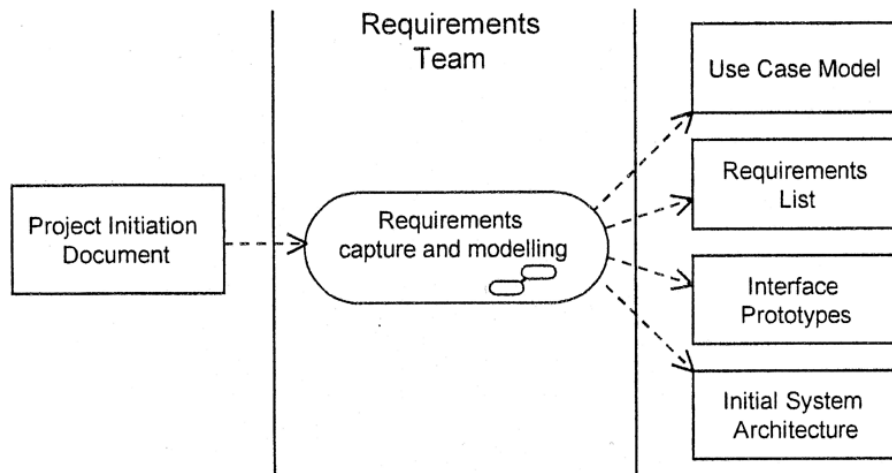 Requirements
Team
Project Initiation
Document
Requirements
capture and modelling
Use Case Model
Requirements
List
Interface
Prototypes
Initial System
Architecture